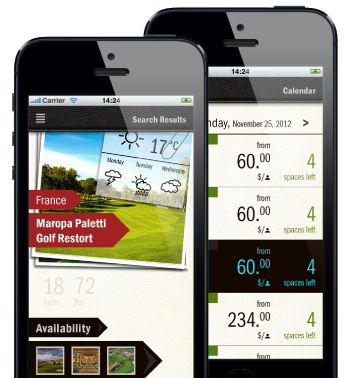 Carrier 14:24
Search Results
17°C
Monday Tuesday Wednesday
France
Maropa Paletti
Golf Restort
18 72
Holes Par
Availability
14:24
Calendar
nday, November 25, 2012 >
from
60.00 4
$/ spaces left
from
60.00 4
$/ spaces left
from
60.00 4
$/ spaces left
from
234.00 4
$/ spaces left
from